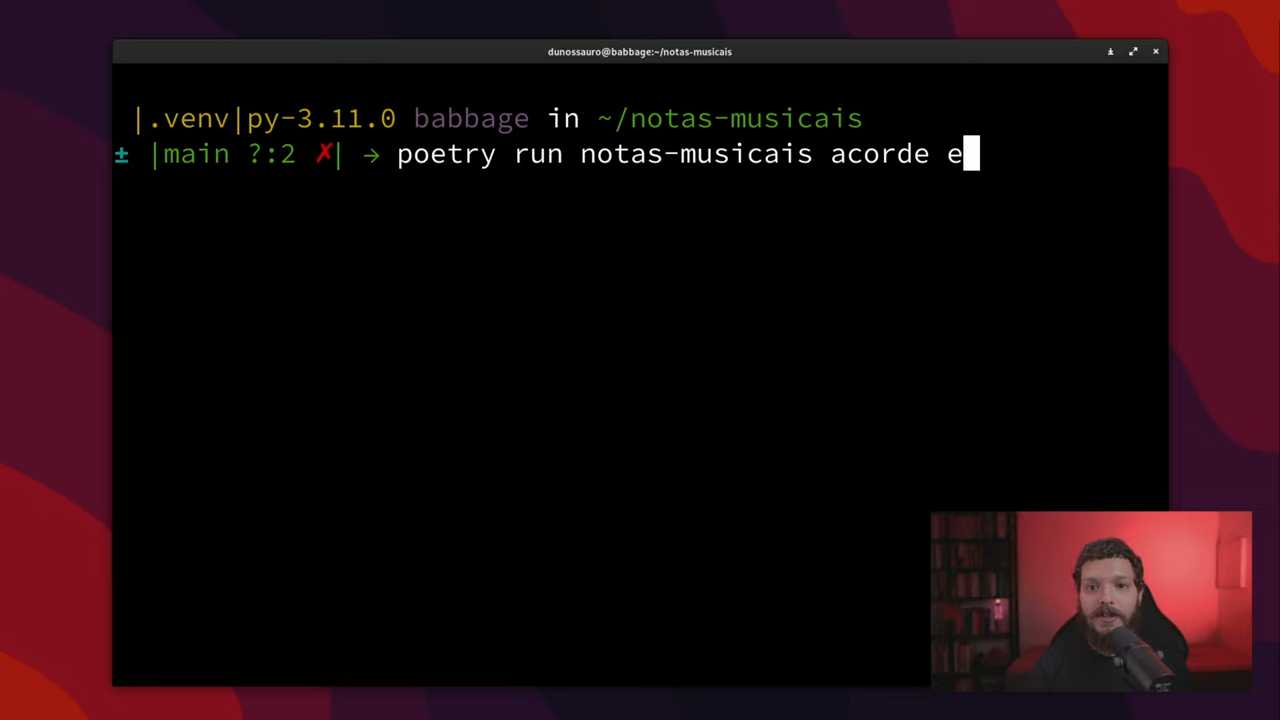 dunossauro@babbage:~/notas-musicais
|.venv|py-3.11.0 babbage in ~/notas-musicais
± |main ?:2 ✗| → poetry run notas-musicais acorde e